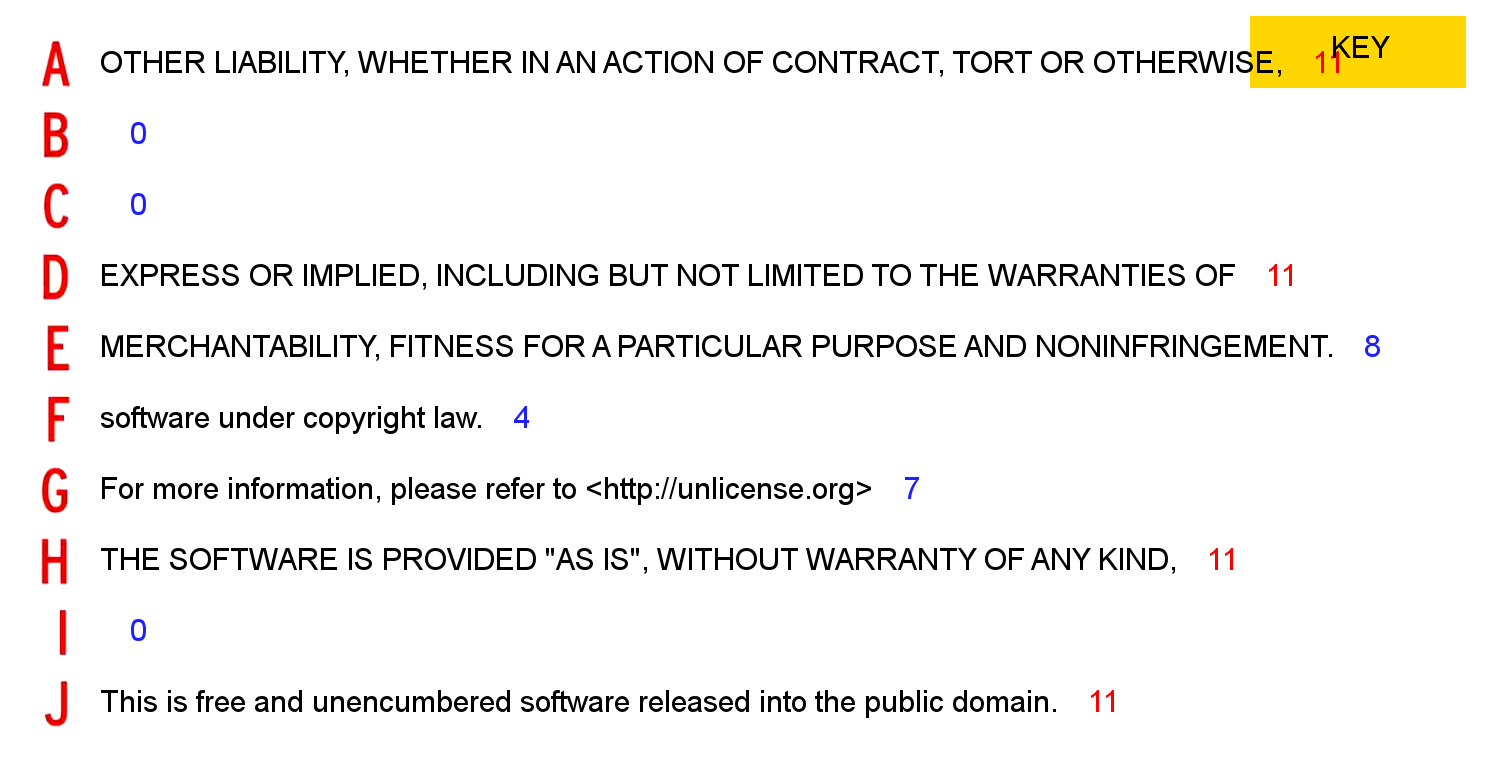 KEY
A OTHER LIABILITY, WHETHER IN AN ACTION OF CONTRACT, TORT OR OTHERWISE, 11
B 0
C 0
D EXPRESS OR IMPLIED, INCLUDING BUT NOT LIMITED TO THE WARRANTIES OF 11
E MERCHANTABILITY, FITNESS FOR A PARTICULAR PURPOSE AND NONINFRINGEMENT. 8
F software under copyright law. 4
G For more information, please refer to <http://unlicense.org> 7
H THE SOFTWARE IS PROVIDED "AS IS", WITHOUT WARRANTY OF ANY KIND, 11
I 0
J This is free and unencumbered software released into the public domain. 11